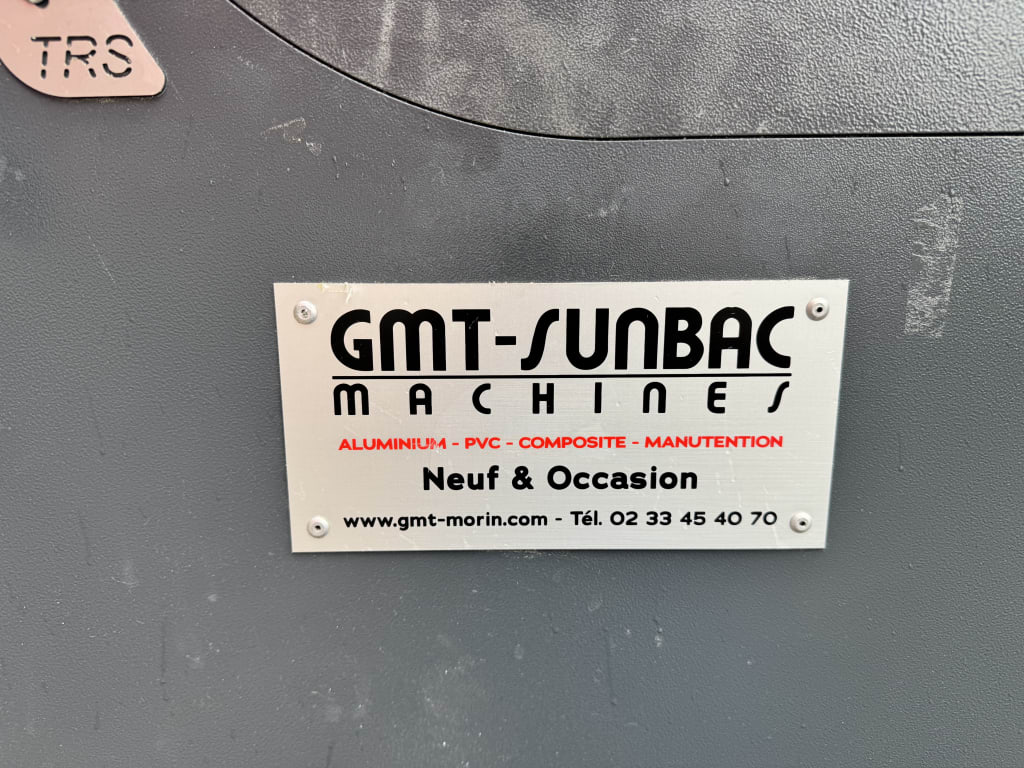 TRS
GMT-SUNBAC
MACHINES
ALUMINIUM - PVC - COMPOSITE - MANUTENTION
Neuf & Occasion
www.gmt-morin.com - Tél. 02 33 45 40 70